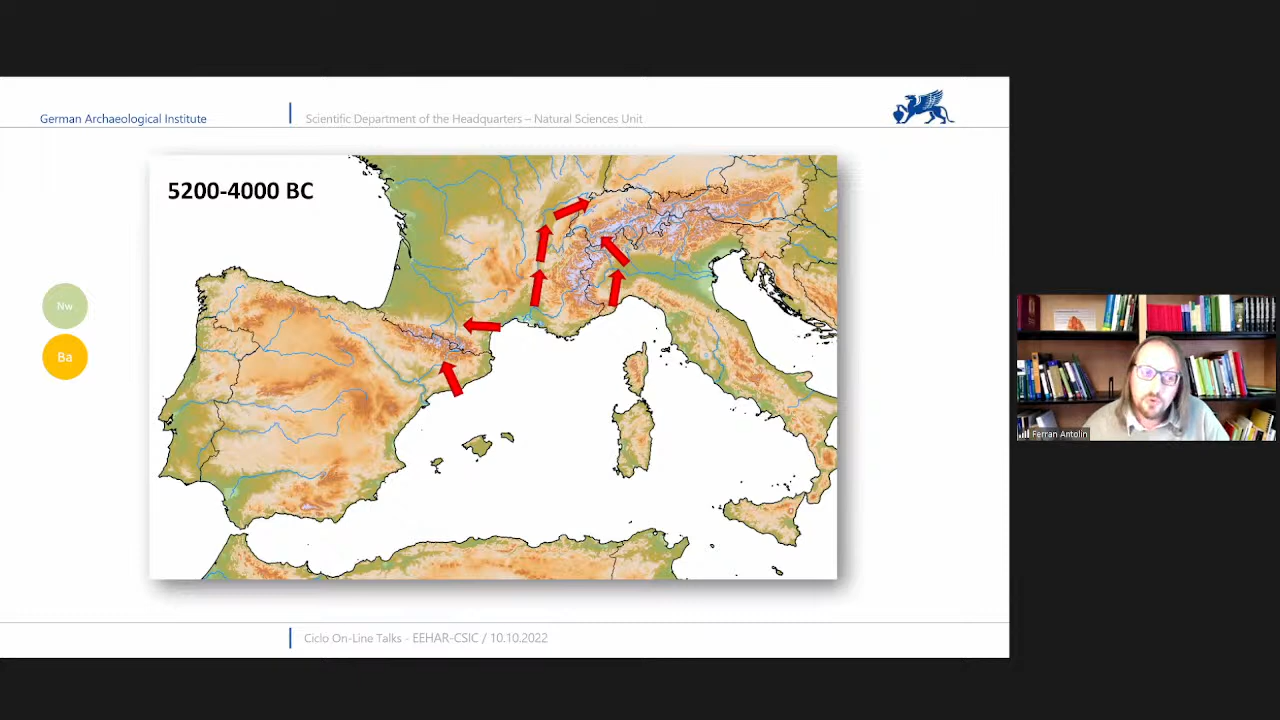 German Archaeological Institute
Scientific Department of the Headquarters – Natural Sciences Unit
5200-4000 BC
Nw
Ba
Ferran Antolín
Ciclo On-Line Talks - EEHAR-CSIC / 10.10.2022